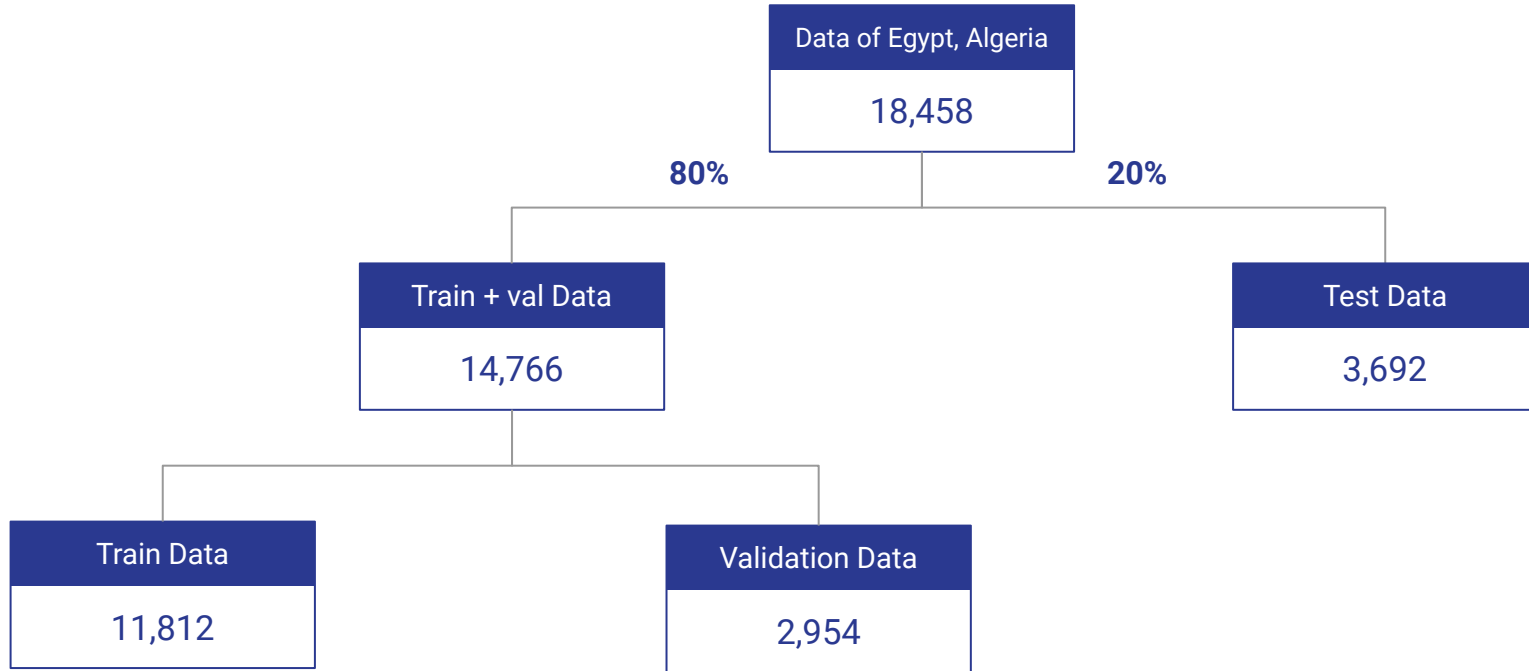 Data of Egypt, Algeria
18,458
80%
20%
Train + val Data
14,766
Test Data
3,692
Train Data
11,812
Validation Data
2,954